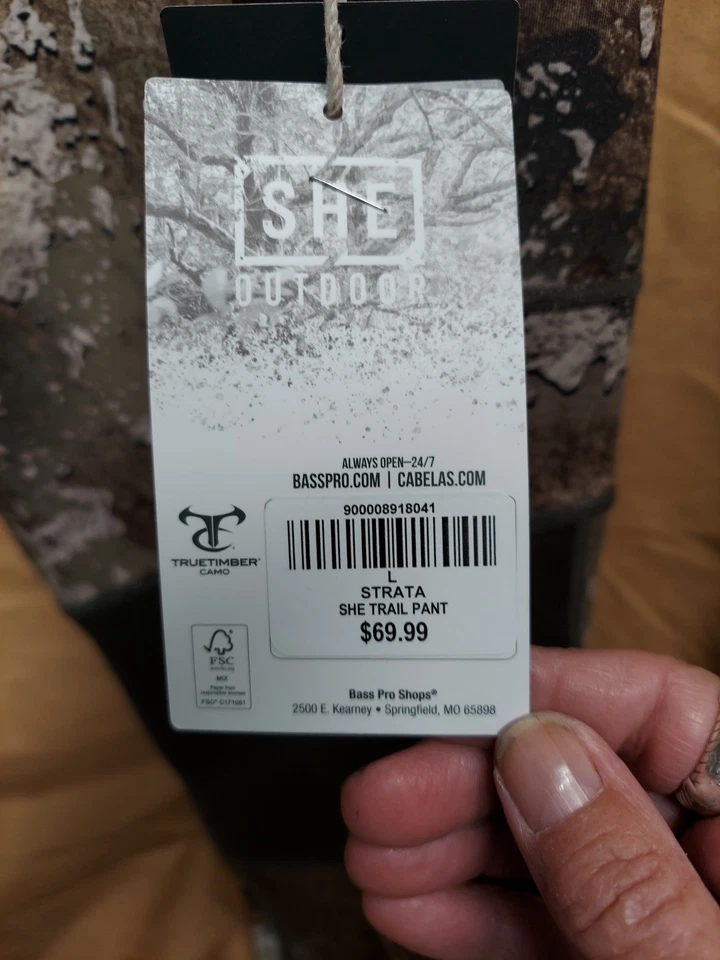 SHE
OUTDOOR
ALWAYS OPEN—24/7
BASSPRO.COM | CABELAS.COM
900008918041
L
STRATA
SHE TRAIL PANT
$69.99
TRUETIMBER®
CAMO
FSC
MIX
Bass Pro Shops®
2500 E. Kearney • Springfield, MO 65898